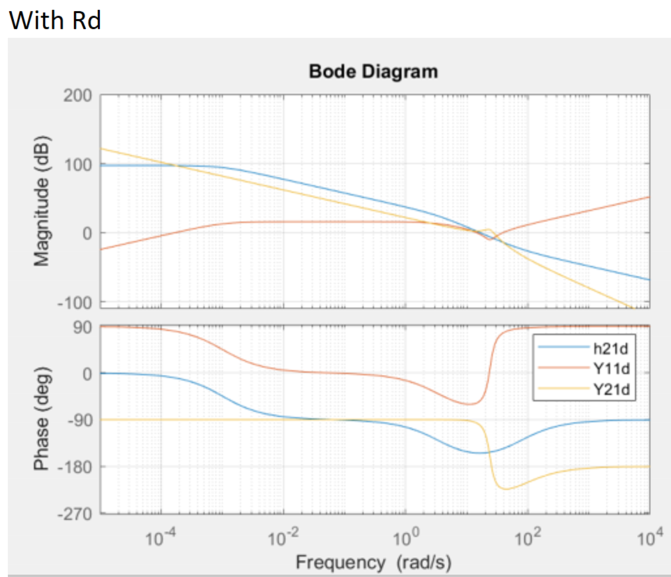 With Rd
Bode Diagram
Magnitude (dB)
200
100
0
-100
Phase (deg)
90
0
-90
-180
-270
h21d
Y11d
Y21d
10^-4
10^-2
10^0
10^2
10^4
Frequency (rad/s)